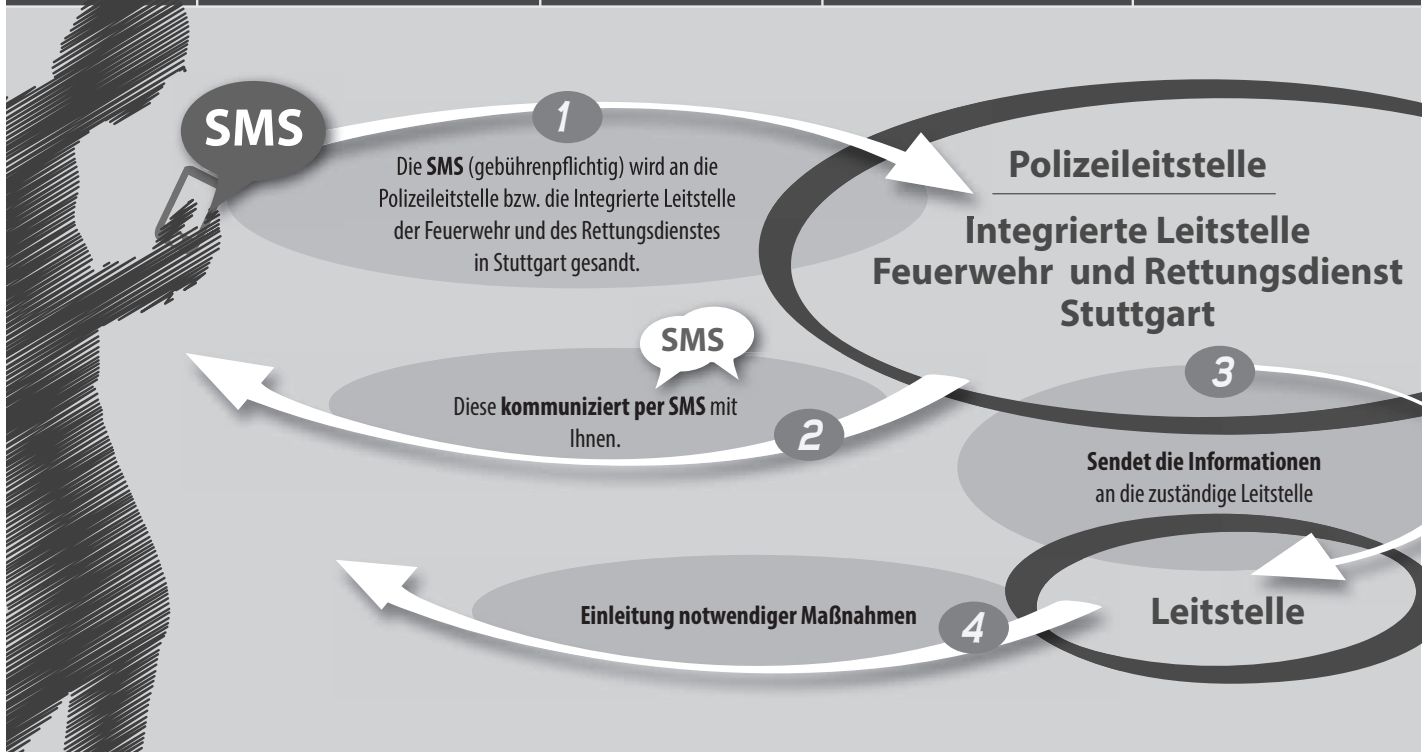 SMS
1
Die SMS (gebührenpflichtig) wird an die
Polizeileitstelle bzw. die Integrierte Leitstelle
der Feuerwehr und des Rettungsdienstes
in Stuttgart gesandt.
Polizeileitstelle
Integrierte Leitstelle
Feuerwehr und Rettungsdienst
Stuttgart
SMS
Diese kommuniziert per SMS mit
Ihnen.
2
3
Sendet die Informationen
an die zuständige Leitstelle
Einleitung notwendiger Maßnahmen
4
Leitstelle